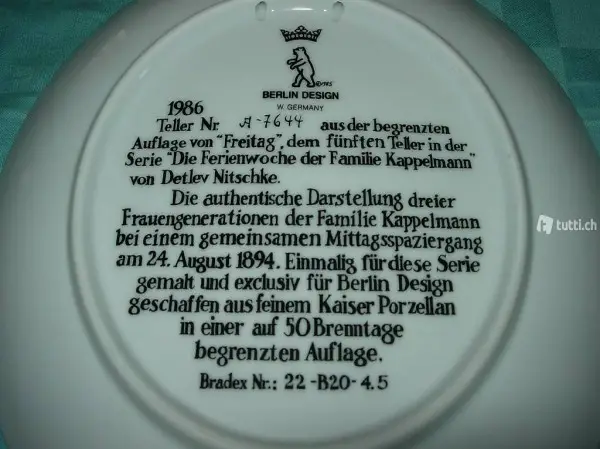 BERLIN DESIGN
W. GERMANY
1986
Teller Nr. A-7644 aus der begrenzten
Auflage von "Freitag", dem fünften Teller in der
Serie "Die Ferienwoche der Familie Kappelmann"
von Detlev Nitschke.
Die authentische Darstellung dreier
Frauengenerationen der Familie Kappelmann
bei einem gemeinsamen Mittagsspaziergang
am 24. August 1894. Einmalig für diese Serie
gemalt und exclusiv für Berlin Design
geschaffen aus feinem Kaiser Porzellan
in einer auf 50 Brenntage
begrenzten Auflage.
Bradex Nr.: 22-B20-4.5
tutti.ch